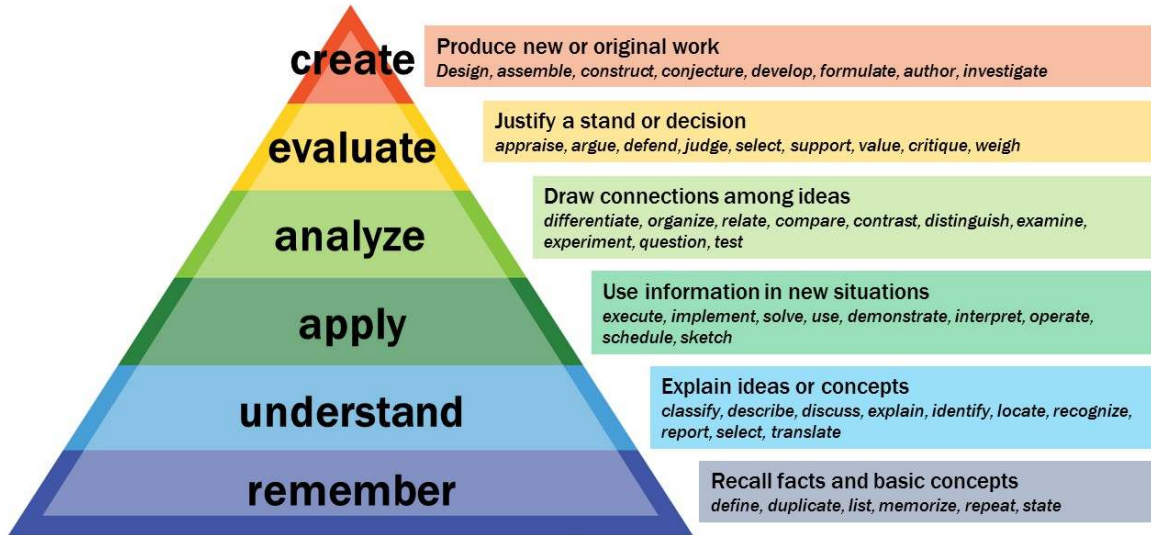 create
Produce new or original work
Design, assemble, construct, conjecture, develop, formulate, author, investigate
evaluate
Justify a stand or decision
appraise, argue, defend, judge, select, support, value, critique, weigh
analyze
Draw connections among ideas
differentiate, organize, relate, compare, contrast, distinguish, examine,
experiment, question, test
apply
Use information in new situations
execute, implement, solve, use, demonstrate, interpret, operate,
schedule, sketch
understand
Explain ideas or concepts
classify, describe, discuss, explain, identify, locate, recognize,
report, select, translate
remember
Recall facts and basic concepts
define, duplicate, list, memorize, repeat, state